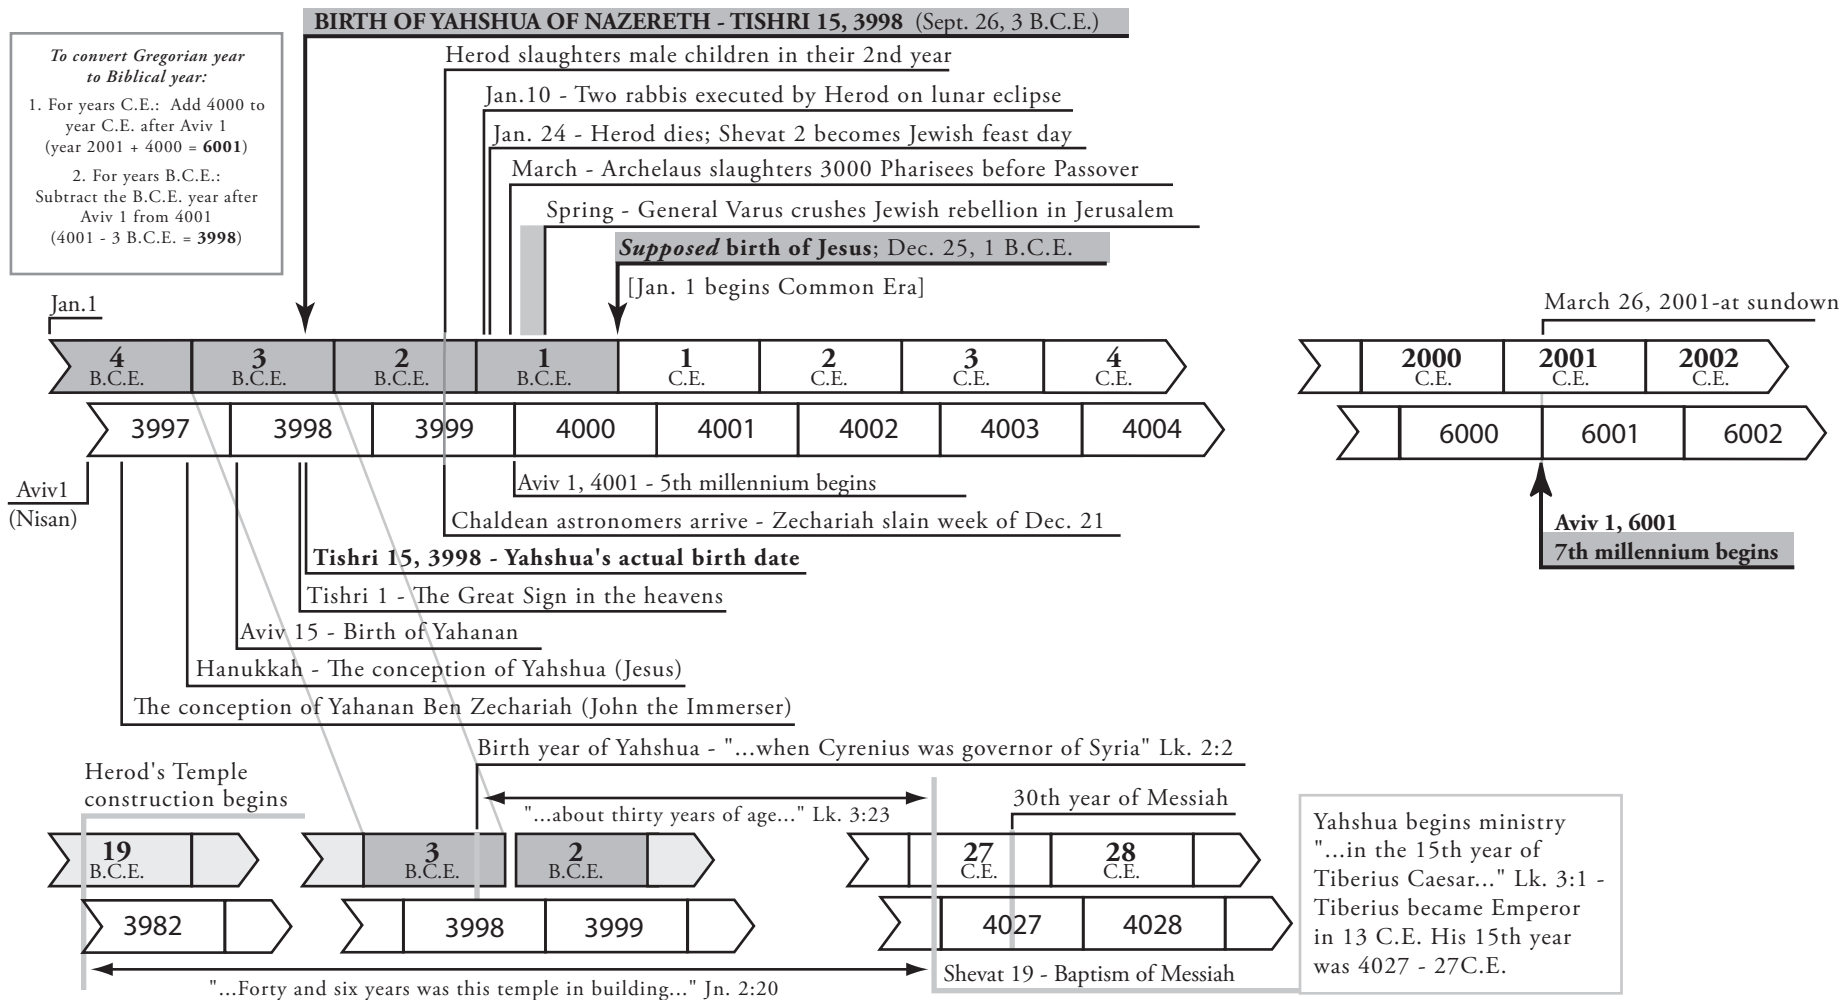 BIRTH OF YAHSHUA OF NAZERETH - TISHRI 15, 3998 (Sept. 26, 3 B.C.E.)
To convert Gregorian year
to Biblical year:
1. For years C.E.: Add 4000 to
year C.E. after Aviv 1
(year 2001 + 4000 = 6001)
2. For years B.C.E.:
Subtract the B.C.E. year after
Aviv 1 from 4001
(4001 - 3 B.C.E. = 3998)
Herod slaughters male children in their 2nd year
Jan.10 - Two rabbis executed by Herod on lunar eclipse
Jan. 24 - Herod dies; Shevat 2 becomes Jewish feast day
March - Archelaus slaughters 3000 Pharisees before Passover
Spring - General Varus crushes Jewish rebellion in Jerusalem
Supposed birth of Jesus; Dec. 25, 1 B.C.E.
[Jan. 1 begins Common Era]
Jan.1
March 26, 2001-at sundown
4 3 2 1 1 2 3 4
B.C.E. B.C.E. B.C.E. B.C.E. C.E. C.E. C.E. C.E.
2000 2001 2002
C.E. C.E. C.E.
3997 3998 3999 4000 4001 4002 4003 4004
6000 6001 6002
Aviv1
(Nisan)
Aviv 1, 4001 - 5th millennium begins
Chaldean astronomers arrive - Zechariah slain week of Dec. 21
Aviv 1, 6001
7th millennium begins
Tishri 15, 3998 - Yahshua's actual birth date
Tishri 1 - The Great Sign in the heavens
Aviv 15 - Birth of Yahanan
Hanukkah - The conception of Yahshua (Jesus)
The conception of Yahanan Ben Zechariah (John the Immerser)
Birth year of Yahshua - "...when Cyrenius was governor of Syria" Lk. 2:2
Herod's Temple
construction begins
"...about thirty years of age..." Lk. 3:23
30th year of Messiah
19
B.C.E.
3 2
B.C.E. B.C.E.
27 28
C.E. C.E.
3982
3998 3999
4027 4028
Yahshua begins ministry
"...in the 15th year of
Tiberius Caesar..." Lk. 3:1 -
Tiberius became Emperor
in 13 C.E. His 15th year
was 4027 - 27C.E.
Shevat 19 - Baptism of Messiah
"...Forty and six years was this temple in building..." Jn. 2:20